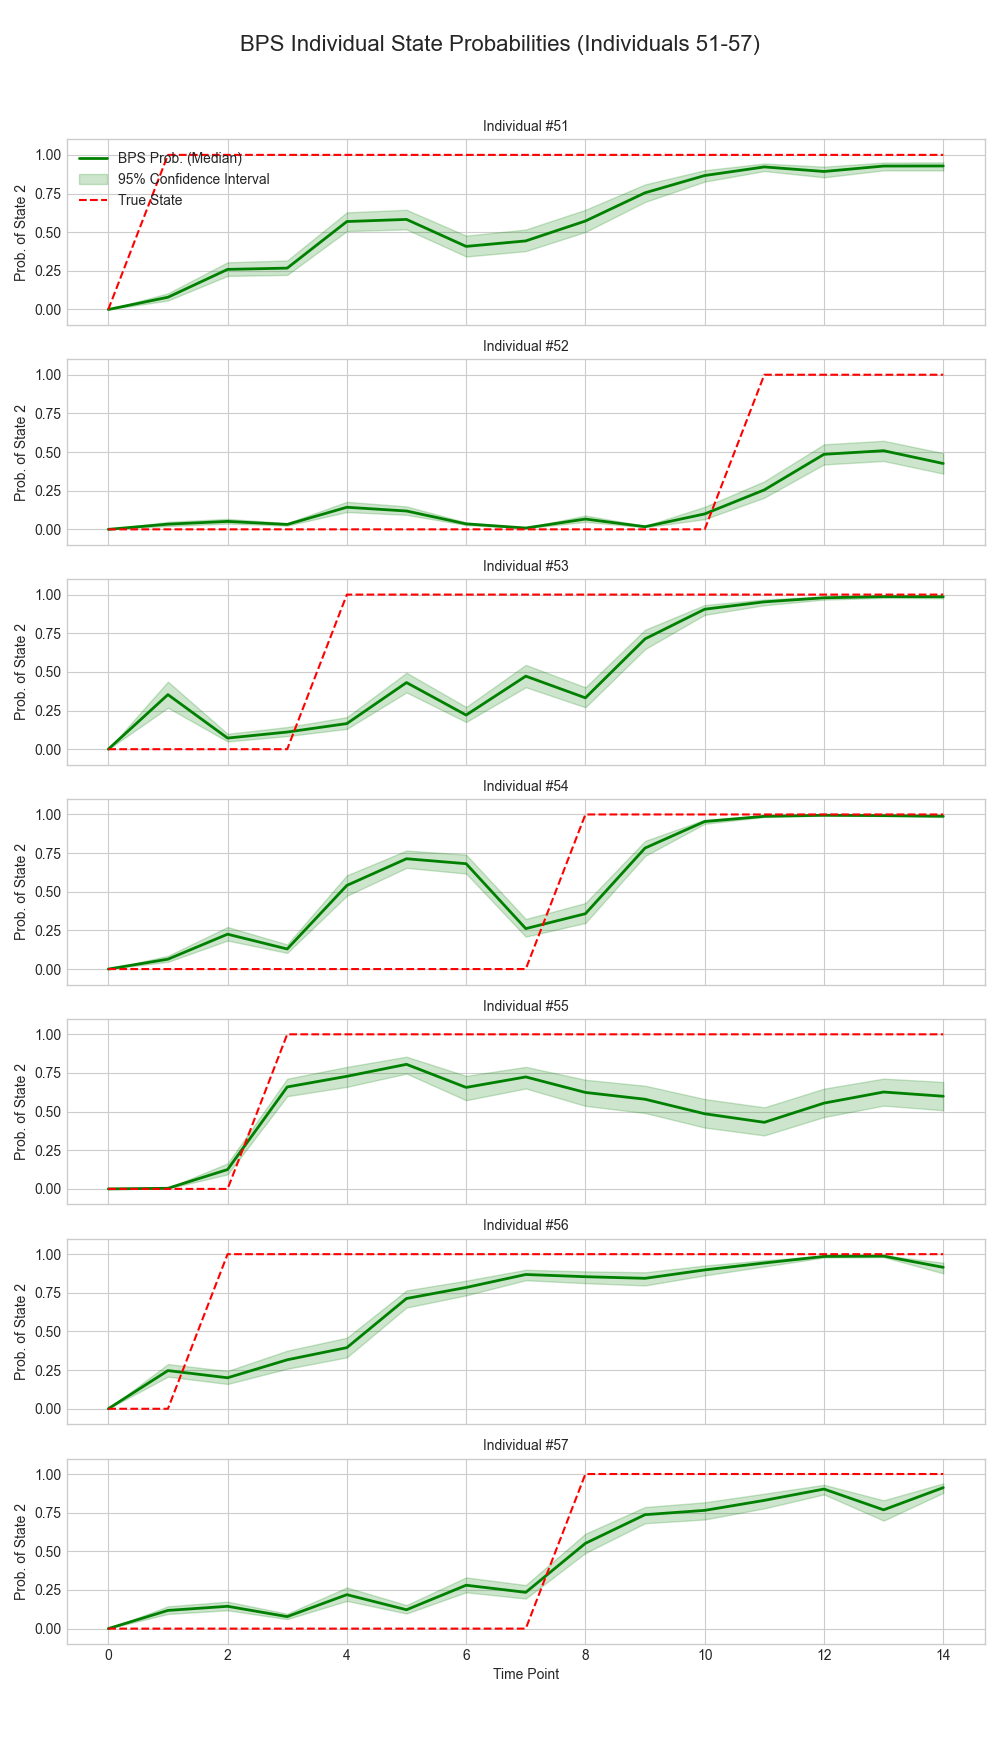 BPS Individual State Probabilities (Individuals 51-57)
Individual #51
BPS Prob. (Median)
95% Confidence Interval
True State
Prob. of State 2
1.00
0.75
0.50
0.25
0.00
Individual #52
Prob. of State 2
1.00
0.75
0.50
0.25
0.00
Individual #53
Prob. of State 2
1.00
0.75
0.50
0.25
0.00
Individual #54
Prob. of State 2
1.00
0.75
0.50
0.25
0.00
Individual #55
Prob. of State 2
1.00
0.75
0.50
0.25
0.00
Individual #56
Prob. of State 2
1.00
0.75
0.50
0.25
0.00
Individual #57
Prob. of State 2
1.00
0.75
0.50
0.25
0.00
0 2 4 6 8 10 12 14
Time Point